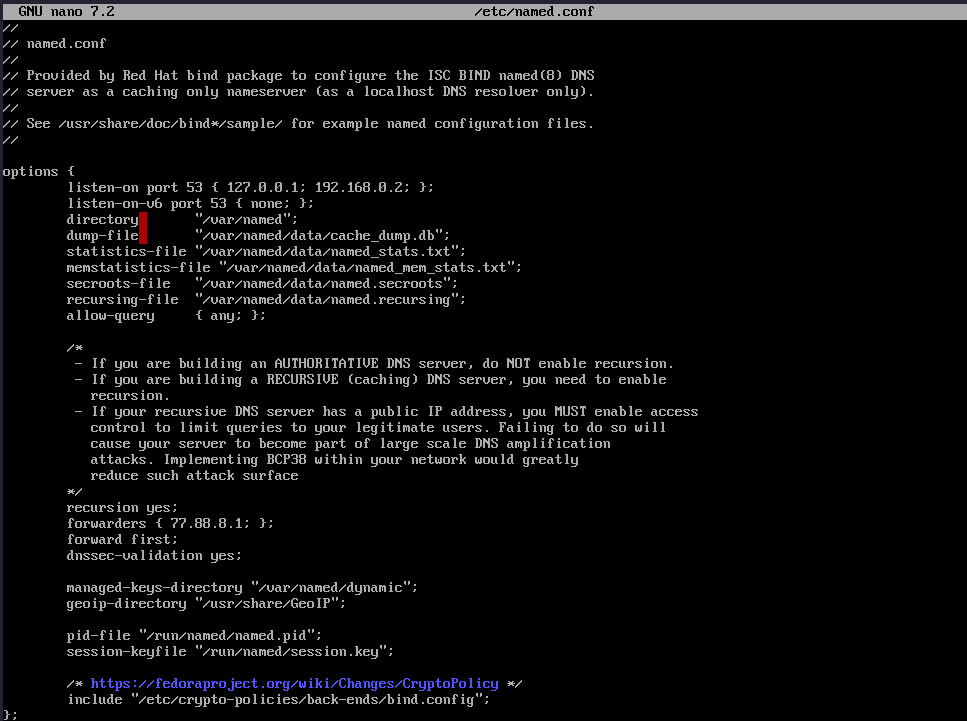 GNU nano 7.2 /etc/named.conf
//
// named.conf
//
// Provided by Red Hat bind package to configure the ISC BIND named(8) DNS
// server as a caching only nameserver (as a localhost DNS resolver only).
//
// See /usr/share/doc/bind*/sample/ for example named configuration files.
//
options {
listen-on port 53 { 127.0.0.1; 192.168.0.2; };
listen-on-v6 port 53 { none; };
directory "/var/named";
dump-file "/var/named/data/cache_dump.db";
statistics-file "/var/named/data/named_stats.txt";
memstatistics-file "/var/named/data/named_mem_stats.txt";
secroots-file "/var/named/data/named.secroots";
recursing-file "/var/named/data/named.recursing";
allow-query { any; };
/*
- If you are building an AUTHORITATIVE DNS server, do NOT enable recursion.
- If you are building a RECURSIVE (caching) DNS server, you need to enable
recursion.
- If your recursive DNS server has a public IP address, you MUST enable access
control to limit queries to your legitimate users. Failing to do so will
cause your server to become part of large scale DNS amplification
attacks. Implementing BCP38 within your network would greatly
reduce such attack surface
*/
recursion yes;
forwarders { 77.88.8.1; };
forward first;
dnssec-validation yes;
managed-keys-directory "/var/named/dynamic";
geoip-directory "/usr/share/GeoIP";
pid-file "/run/named/named.pid";
session-keyfile "/run/named/session.key";
/* https://fedoraproject.org/wiki/Changes/CryptoPolicy */
include "/etc/crypto-policies/back-ends/bind.config";
};